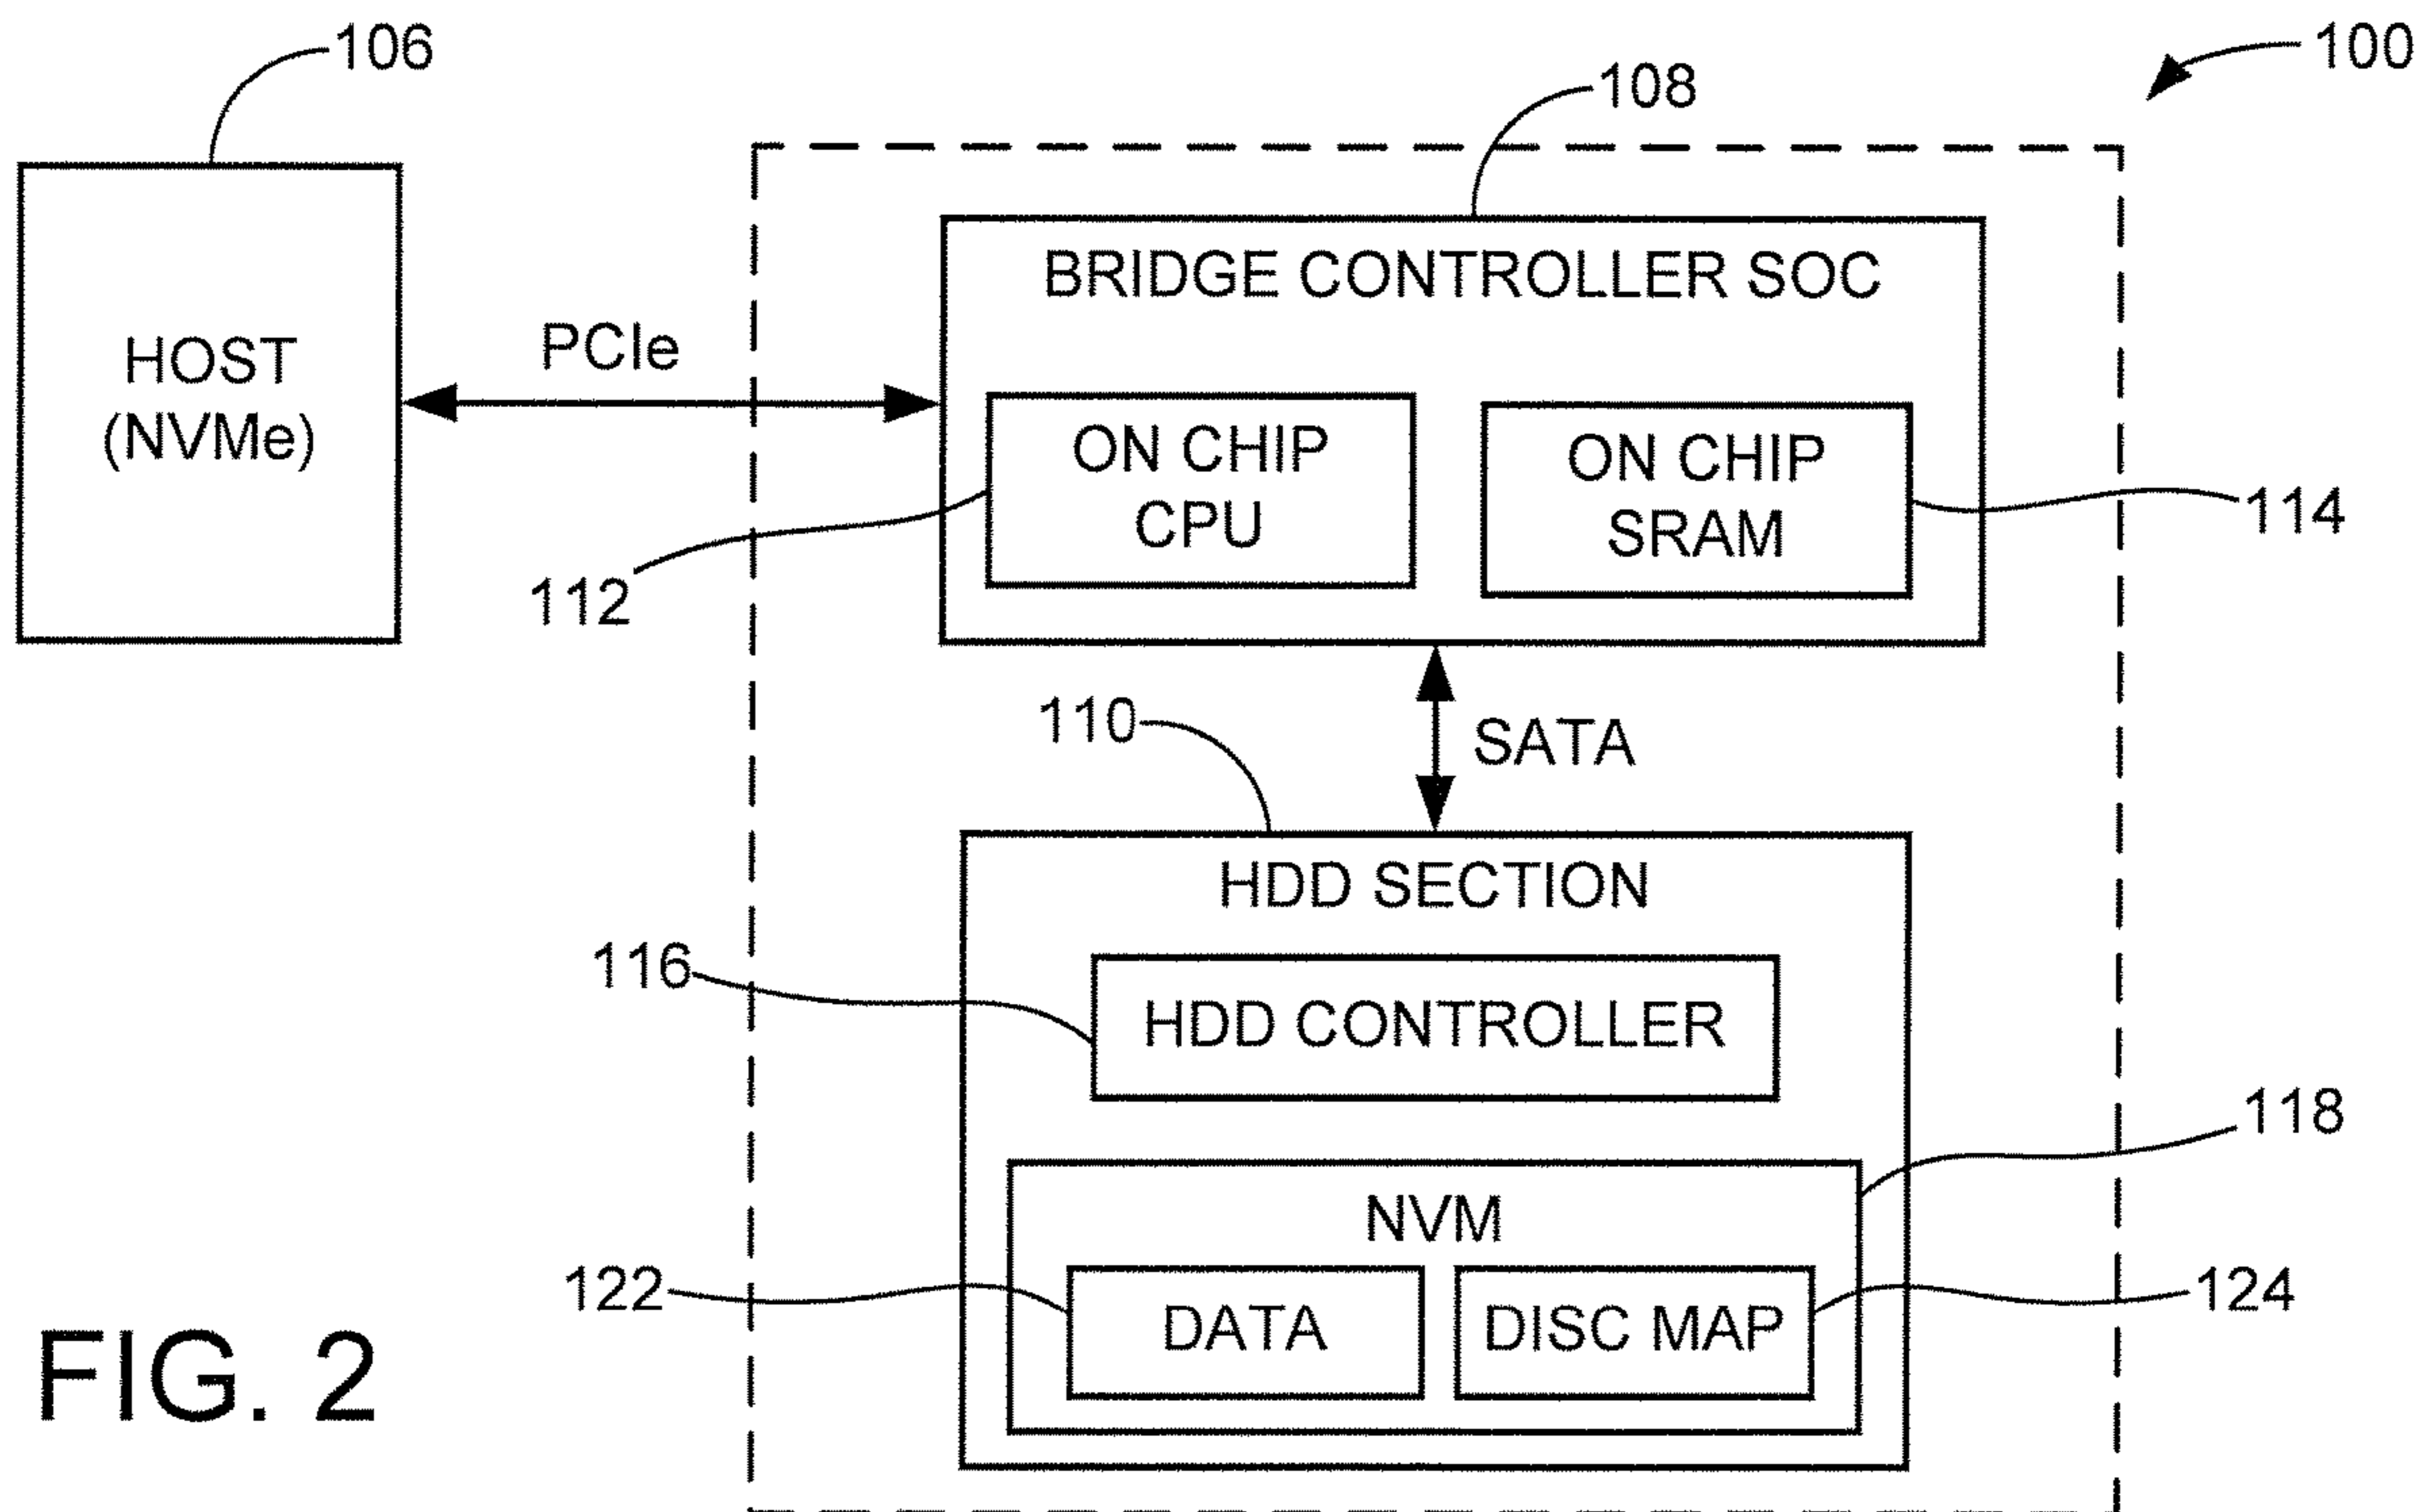 106
100
108
BRIDGE CONTROLLER SOC
HOST
(NVMe)
PCIe
ON CHIP
CPU
ON CHIP
SRAM
112
114
110
SATA
HDD SECTION
116
HDD CONTROLLER
118
NVM
122
DATA
DISC MAP
124
FIG. 2